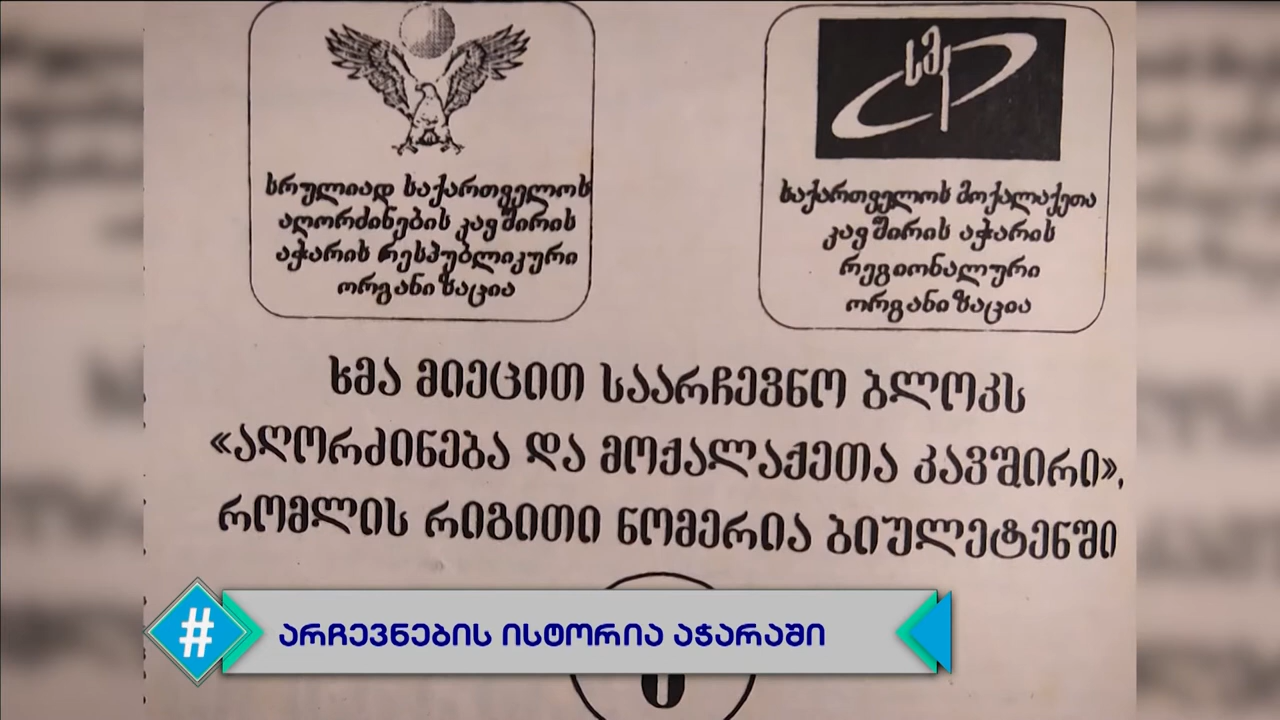 სრულიად საქართველოს
აღორძინების კავშირის
აჭარის რესპუბლიკური
ორგანიზაცია
სმკ
საქართველოს მოქალაქეთა
კავშირის აჭარის
რეგიონალური
ორგანიზაცია
ხმა მიეცით საარჩევნო ბლოკს
«აღორძინება და მოქალაქეთა კავშირი»,
რომლის რიგითი ნომერია ბიულეტენში
# არჩევნების ისტორია აჭარაში